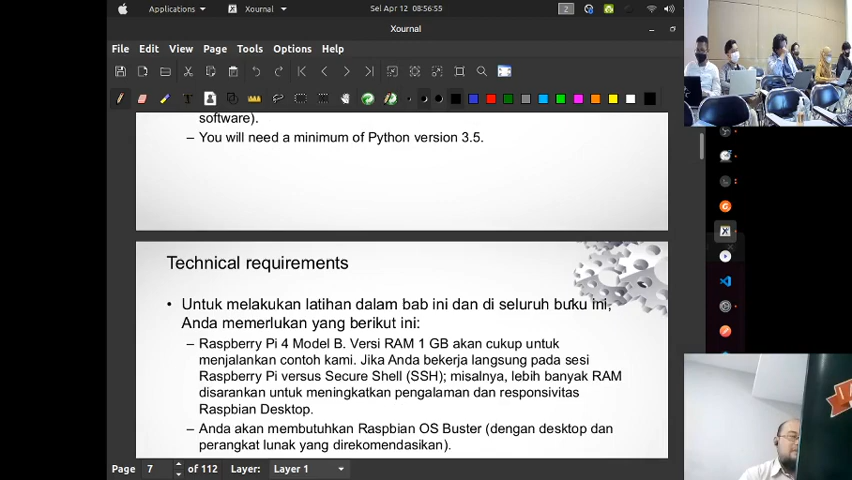 Applications
Xournal
Sel Apr 12 08:56:55
2
Xournal
File Edit View Page Tools Options Help
software).
– You will need a minimum of Python version 3.5.
Technical requirements
• Untuk melakukan latihan dalam bab ini dan di seluruh buku ini,
Anda memerlukan yang berikut ini:
– Raspberry Pi 4 Model B. Versi RAM 1 GB akan cukup untuk
menjalankan contoh kami. Jika Anda bekerja langsung pada sesi
Raspberry Pi versus Secure Shell (SSH); misalnya, lebih banyak RAM
disarankan untuk meningkatkan pengalaman dan responsivitas
Raspbian Desktop.
– Anda akan membutuhkan Raspbian OS Buster (dengan desktop dan
perangkat lunak yang direkomendasikan).
Page 7 of 112 Layer: Layer 1